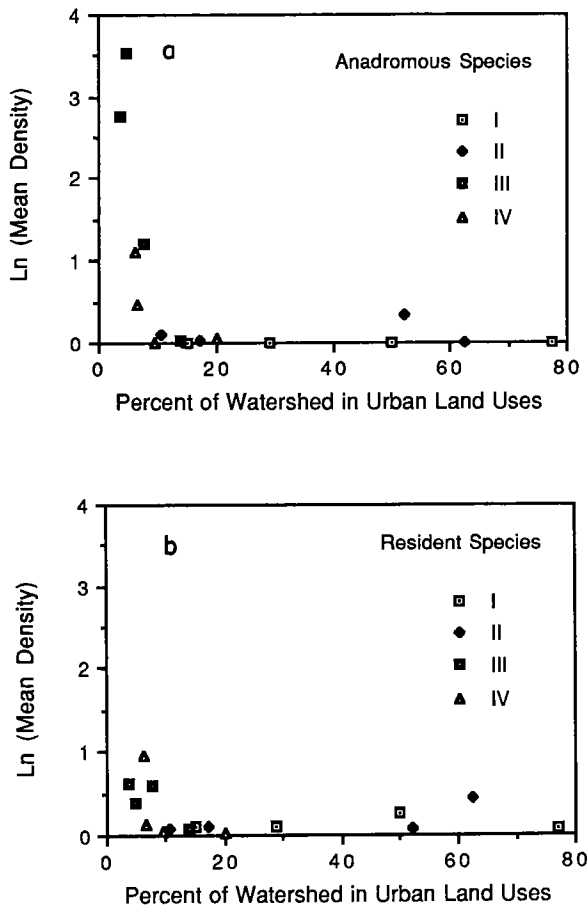 4
a
Anadromous Species
I
II
III
IV
3
2
1
0
Ln (Mean Density)
0 20 40 60 80
Percent of Watershed in Urban Land Uses
4
b
Resident Species
I
II
III
IV
3
2
1
0
Ln (Mean Density)
0 20 40 60 80
Percent of Watershed in Urban Land Uses